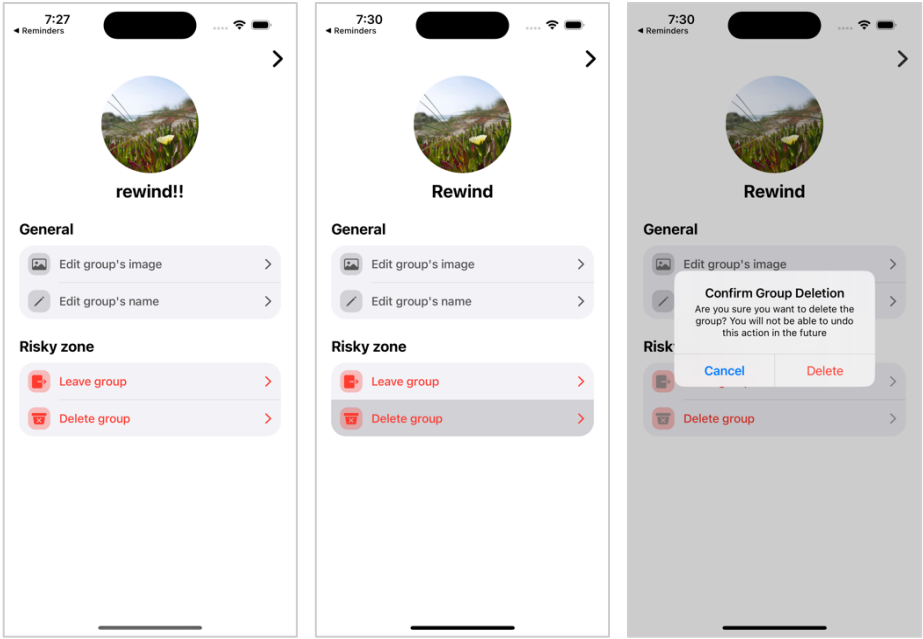 7:27
◀ Reminders
rewind!!
General
Edit group's image
Edit group's name
Risky zone
Leave group
Delete group
7:30
◀ Reminders
Rewind
General
Edit group's image
Edit group's name
Risky zone
Leave group
Delete group
7:30
◀ Reminders
Rewind
General
Edit group's image
Confirm Group Deletion
Are you sure you want to delete the
group? You will not be able to undo
this action in the future
Cancel
Delete
Delete group